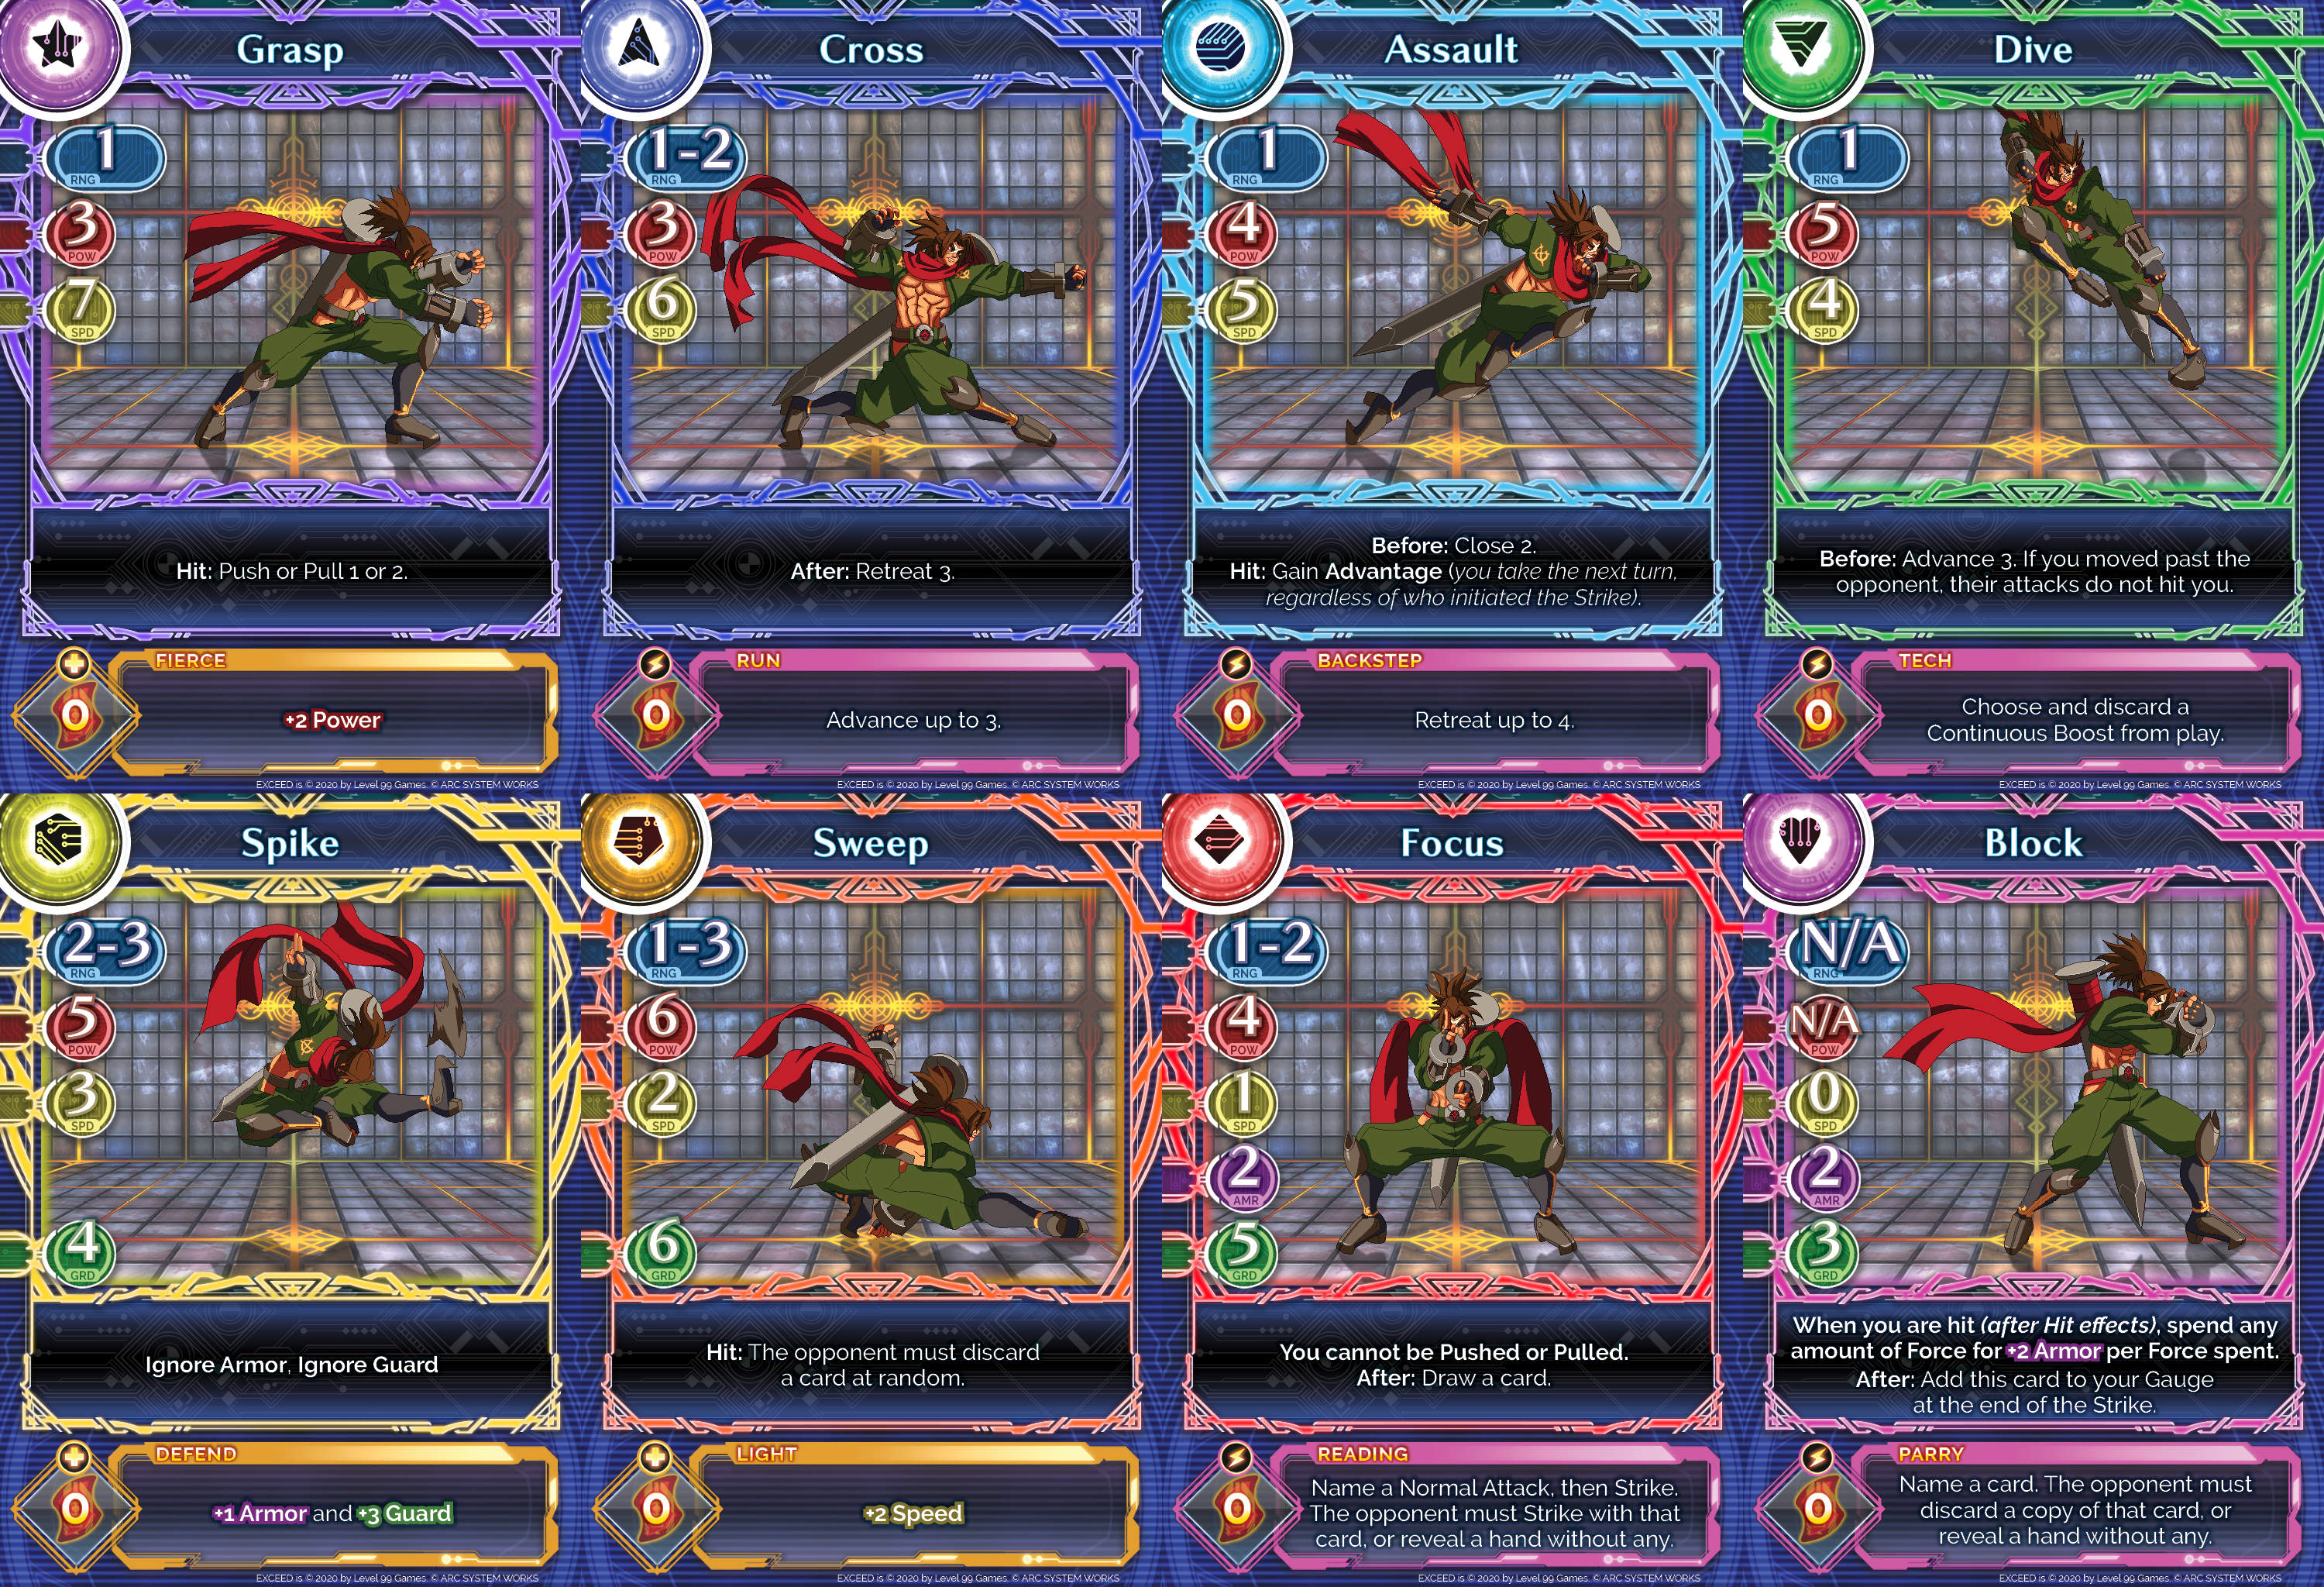 Grasp
1
RNG
3
POW
7
SPD
Hit: Push or Pull 1 or 2.
FIERCE
0
+2 Power
EXCEED is © 2020 by Level 99 Games. © ARC SYSTEM WORKS
Cross
1-2
RNG
3
POW
6
SPD
After: Retreat 3.
RUN
0
Advance up to 3.
EXCEED is © 2020 by Level 99 Games. © ARC SYSTEM WORKS
Assault
1
RNG
4
POW
5
SPD
Before: Close 2.
Hit: Gain Advantage (you take the next turn,
regardless of who initiated the Strike).
BACKSTEP
0
Retreat up to 4.
EXCEED is © 2020 by Level 99 Games. © ARC SYSTEM WORKS
Dive
1
RNG
5
POW
4
SPD
Before: Advance 3. If you moved past the
opponent, their attacks do not hit you.
TECH
0
Choose and discard a
Continuous Boost from play.
EXCEED is © 2020 by Level 99 Games. © ARC SYSTEM WORKS
Spike
2-3
RNG
5
POW
3
SPD
4
GRD
Ignore Armor, Ignore Guard
DEFEND
0
+1 Armor and +3 Guard
EXCEED is © 2020 by Level 99 Games. © ARC SYSTEM WORKS
Sweep
1-3
RNG
6
POW
2
SPD
6
GRD
Hit: The opponent must discard
a card at random.
LIGHT
0
+2 Speed
EXCEED is © 2020 by Level 99 Games. © ARC SYSTEM WORKS
Focus
1-2
RNG
4
POW
1
SPD
2
AMR
5
GRD
You cannot be Pushed or Pulled.
After: Draw a card.
READING
0
Name a Normal Attack, then Strike.
The opponent must Strike with that
card, or reveal a hand without any.
EXCEED is © 2020 by Level 99 Games. © ARC SYSTEM WORKS
Block
N/A
RNG
N/A
POW
0
SPD
2
AMR
3
GRD
When you are hit (after Hit effects), spend any
amount of Force for +2 Armor per Force spent.
After: Add this card to your Gauge
at the end of the Strike.
PARRY
0
Name a card. The opponent must
discard a copy of that card, or
reveal a hand without any.
EXCEED is © 2020 by Level 99 Games. © ARC SYSTEM WORKS